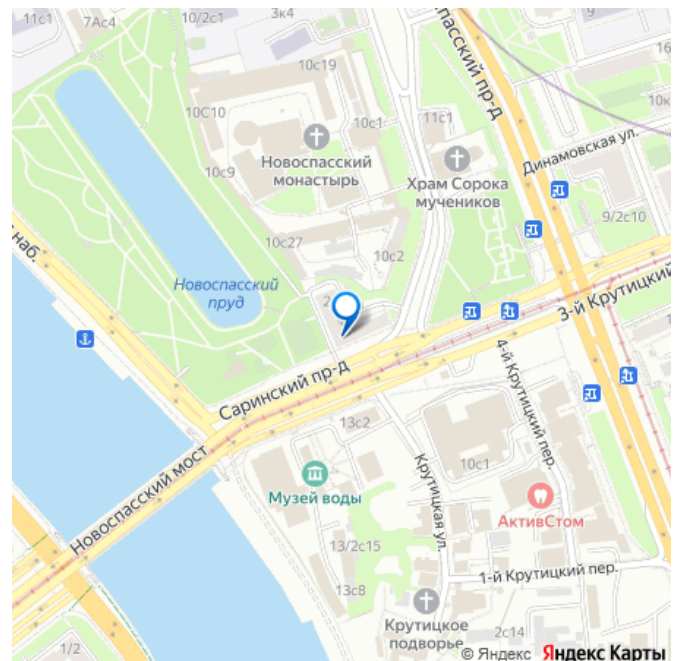 11с1
7Ас4
10/2с1
3к4
10с19
9
16
10к
10С10
10с1
11с1
Новоспасский
монастырь
Храм Сорока
мучеников
Динамовская ул.
10с9
9/2с10
10с27
10с2
наб.
Новоспасский
пруд
3-й Крутицкий
Саринский пр-д
4-й Крутицкий пер.
13с2
10с1
Новоспасский мост
Музей воды
Крутицкая ул.
АктивСтом
13/2с15
1-й Крутицкий пер.
13с8
Крутицкое
подворье
2с14
1/2
© Яндекс Яндекс Карты